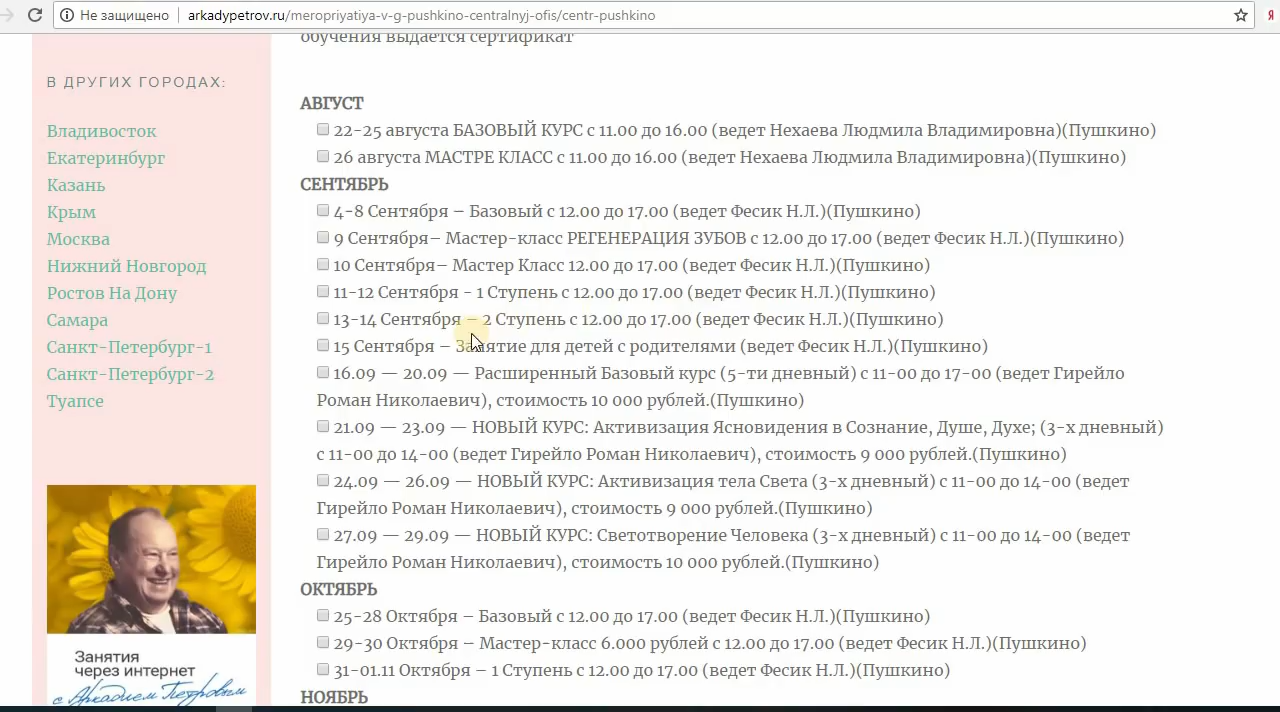 Не защищено
arkadypetrov.ru/meropriyatiya-v-g-pushkino-centralnyj-ofis/centr-pushkino
Я
обучения выдается сертификат
В ДРУГИХ ГОРОДАХ:
Владивосток
Екатеринбург
Казань
Крым
Москва
Нижний Новгород
Ростов На Дону
Самара
Санкт-Петербург-1
Санкт-Петербург-2
Туапсе
Занятия
через интернет
с Аркадием Петровым
АВГУСТ
22-25 августа БАЗОВЫЙ КУРС с 11.00 до 16.00 (ведет Нехаева Людмила Владимировна)(Пушкино)
26 августа МАСТРЕ КЛАСС с 11.00 до 16.00 (ведет Нехаева Людмила Владимировна)(Пушкино)
СЕНТЯБРЬ
4-8 Сентября – Базовый с 12.00 до 17.00 (ведет Фесик Н.Л.)(Пушкино)
9 Сентября– Мастер-класс РЕГЕНЕРАЦИЯ ЗУБОВ с 12.00 до 17.00 (ведет Фесик Н.Л.)(Пушкино)
10 Сентября– Мастер Класс 12.00 до 17.00 (ведет Фесик Н.Л.)(Пушкино)
11-12 Сентября - 1 Ступень с 12.00 до 17.00 (ведет Фесик Н.Л.)(Пушкино)
13-14 Сентября – 2 Ступень с 12.00 до 17.00 (ведет Фесик Н.Л.)(Пушкино)
15 Сентября – Занятие для детей с родителями (ведет Фесик Н.Л.)(Пушкино)
16.09 — 20.09 — Расширенный Базовый курс (5-ти дневный) с 11-00 до 17-00 (ведет Гирейло
Роман Николаевич), стоимость 10 000 рублей.(Пушкино)
21.09 — 23.09 — НОВЫЙ КУРС: Активизация Ясновидения в Сознание, Душе, Духе; (3-х дневный)
с 11-00 до 14-00 (ведет Гирейло Роман Николаевич), стоимость 9 000 рублей.(Пушкино)
24.09 — 26.09 — НОВЫЙ КУРС: Активизация тела Света (3-х дневный) с 11-00 до 14-00 (ведет
Гирейло Роман Николаевич), стоимость 9 000 рублей.(Пушкино)
27.09 — 29.09 — НОВЫЙ КУРС: Светотворение Человека (3-х дневный) с 11-00 до 14-00 (ведет
Гирейло Роман Николаевич), стоимость 10 000 рублей.(Пушкино)
ОКТЯБРЬ
25-28 Октября – Базовый с 12.00 до 17.00 (ведет Фесик Н.Л.)(Пушкино)
29-30 Октября – Мастер-класс 6.000 рублей с 12.00 до 17.00 (ведет Фесик Н.Л.)(Пушкино)
31-01.11 Октября – 1 Ступень с 12.00 до 17.00 (ведет Фесик Н.Л.)(Пушкино)
НОЯБРЬ